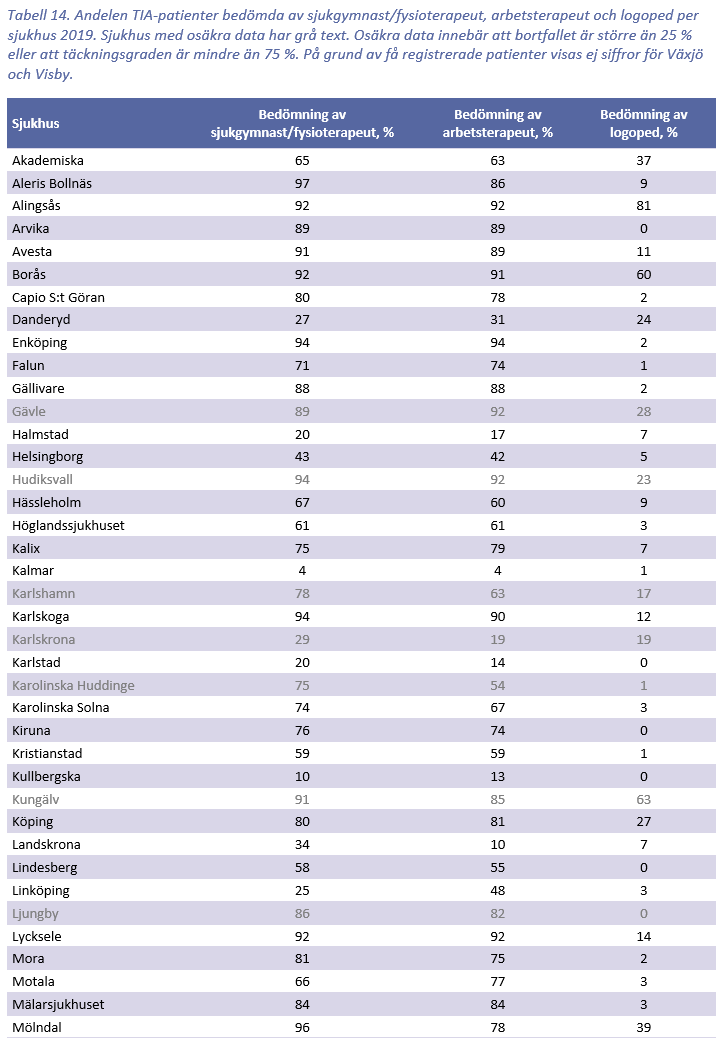 Tabell 14. Andelen TIA-patienter bedömda av sjukgymnast/fysioterapeut, arbetsterapeut och logoped per
sjukhus 2019. Sjukhus med osäkra data har grå text. Osäkra data innebär att bortfallet är större än 25 %
eller att täckningsgraden är mindre än 75 %. På grund av få registrerade patienter visas ej siffror för Växjö
och Visby.
Sjukhus Bedömning av sjukgymnast/fysioterapeut, % Bedömning av arbetsterapeut, % Bedömning av logoped, %
Akademiska 65 63 37
Aleris Bollnäs 97 86 9
Alingsås 92 92 81
Arvika 89 89 0
Avesta 91 89 11
Borås 92 91 60
Capio S:t Göran 80 78 2
Danderyd 27 31 24
Enköping 94 94 2
Falun 71 74 1
Gällivare 88 88 2
Gävle 89 92 28
Halmstad 20 17 7
Helsingborg 43 42 5
Hudiksvall 94 92 23
Hässleholm 67 60 9
Höglandssjukhuset 61 61 3
Kalix 75 79 7
Kalmar 4 4 1
Karlshamn 78 63 17
Karlskoga 94 90 12
Karlskrona 29 19 19
Karlstad 20 14 0
Karolinska Huddinge 75 54 1
Karolinska Solna 74 67 3
Kiruna 76 74 0
Kristianstad 59 59 1
Kullbergska 10 13 0
Kungälv 91 85 63
Köping 80 81 27
Landskrona 34 10 7
Lindesberg 58 55 0
Linköping 25 48 3
Ljungby 86 82 0
Lycksele 92 92 14
Mora 81 75 2
Motala 66 77 3
Mälarsjukhuset 84 84 3
Mölndal 96 78 39